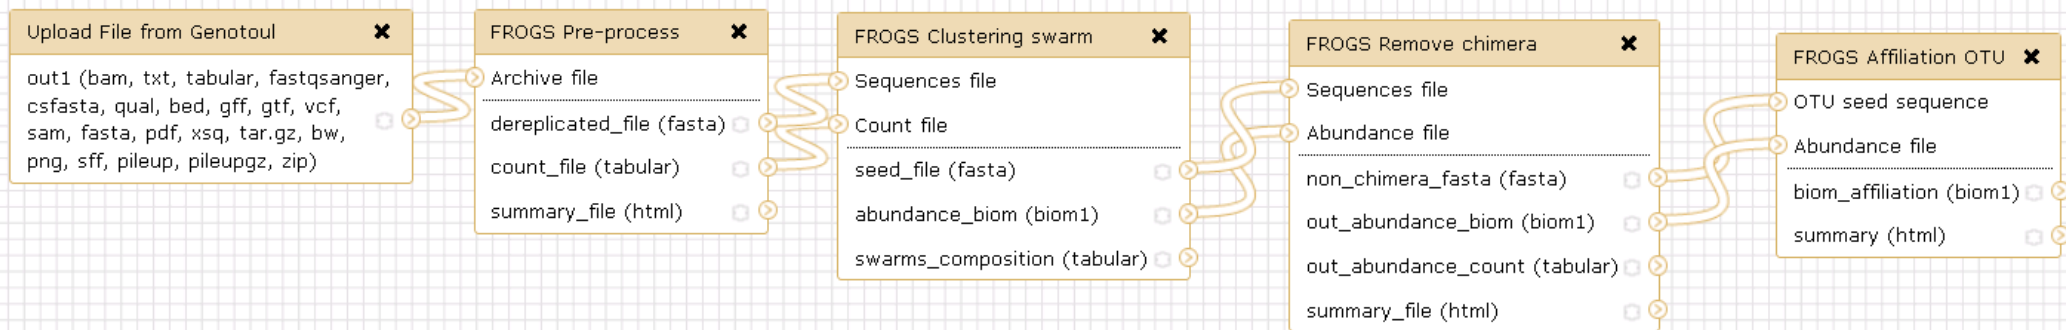 Upload File from Genotoul
out1 (bam, txt, tabular, fastqsanger,
csfasta, qual, bed, gff, gtf, vcf,
sam, fasta, pdf, xsq, tar.gz, bw,
png, sff, pileup, pileupgz, zip)
FROGS Pre-process
Archive file
dereplicated_file (fasta)
count_file (tabular)
summary_file (html)
FROGS Clustering swarm
Sequences file
Count file
seed_file (fasta)
abundance_biom (biom1)
swarms_composition (tabular)
FROGS Remove chimera
Sequences file
Abundance file
non_chimera_fasta (fasta)
out_abundance_biom (biom1)
out_abundance_count (tabular)
summary_file (html)
FROGS Affiliation OTU
OTU seed sequence
Abundance file
biom_affiliation (biom1)
summary (html)